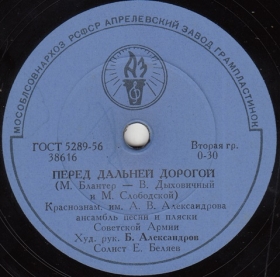 МОСОБЛСОВНАРХОЗ РСФСР АПРЕЛЕВСКИЙ ЗАВОД ГРАМПЛАСТИНОК
ГОСТ 5289-56
38616
Вторая гр.
0-30
ПЕРЕД ДАЛЬНЕЙ ДОРОГОЙ
(М. Блантер — В. Дыховичный
и М. Слободской)
Краснознам. им. А. В. Александрова
ансамбль песни и пляски
Советской Армии
Худ. рук. Б. Александров
Солист Е. Беляев